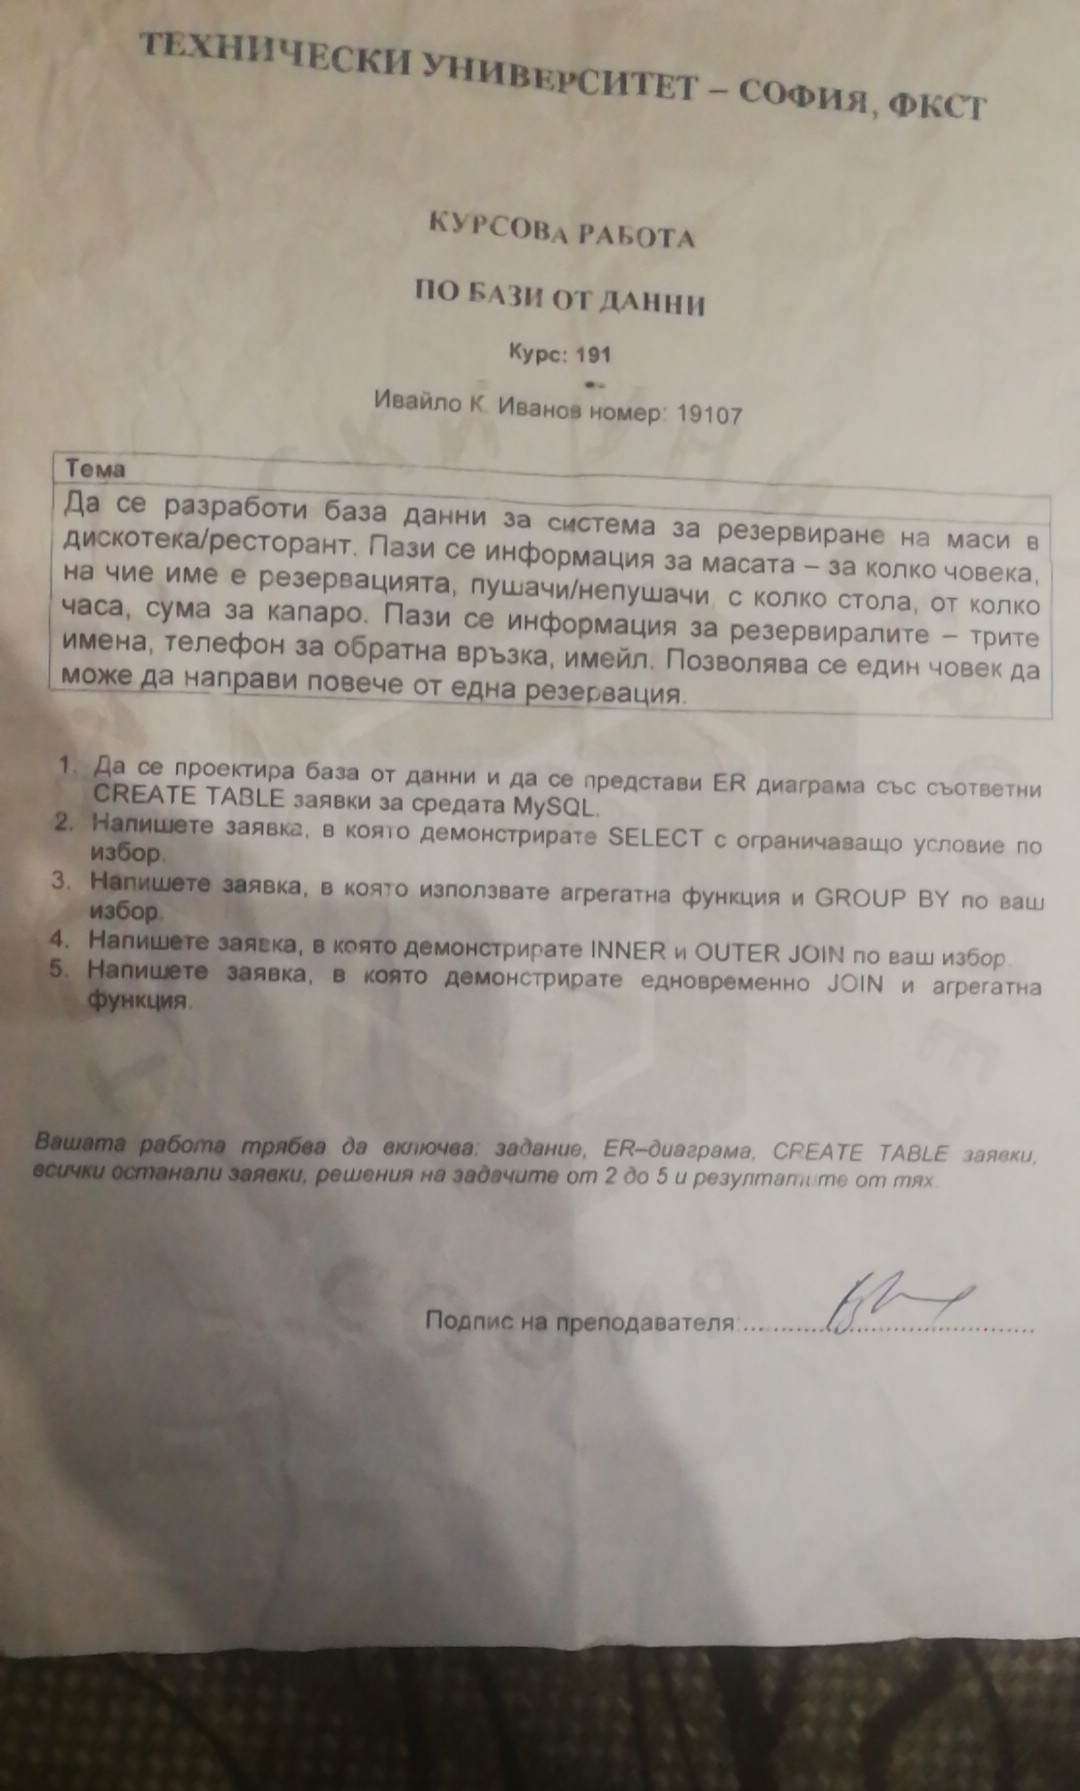 ТЕХНИЧЕСКИ УНИВЕРСИТЕТ – СОФИЯ, ФКСТ
КУРСОВА РАБОТА
ПО БАЗИ ОТ ДАННИ
Курс: 191
Ивайло К. Иванов номер: 19107
Тема
Да се разработи база данни за система за резервиране на маси в
дискотека/ресторант. Пази се информация за масата – за колко човека,
на чие име е резервацията, пушачи/непушачи, с колко стола, от колко
часа, сума за капаро. Пази се информация за резервиралите – трите
имена, телефон за обратна връзка, имейл. Позволява се един човек да
може да направи повече от една резервация.
1. Да се проектира база от данни и да се представи ER диаграма със съответни
CREATE TABLE заявки за средата MySQL.
2. Напишете заявка, в която демонстрирате SELECT с ограничаващо условие по
избор.
3. Напишете заявка, в която използвате агрегатна функция и GROUP BY по ваш
избор.
4. Напишете заявка, в която демонстрирате INNER и OUTER JOIN по ваш избор.
5. Напишете заявка, в която демонстрирате едновременно JOIN и агрегатна
функция.
Вашата работа трябва да включва: задание, ER–диаграма, CREATE TABLE заявки,
всички останали заявки, решения на задачите от 2 до 5 и резултатите от тях.
Подпис на преподавателя: